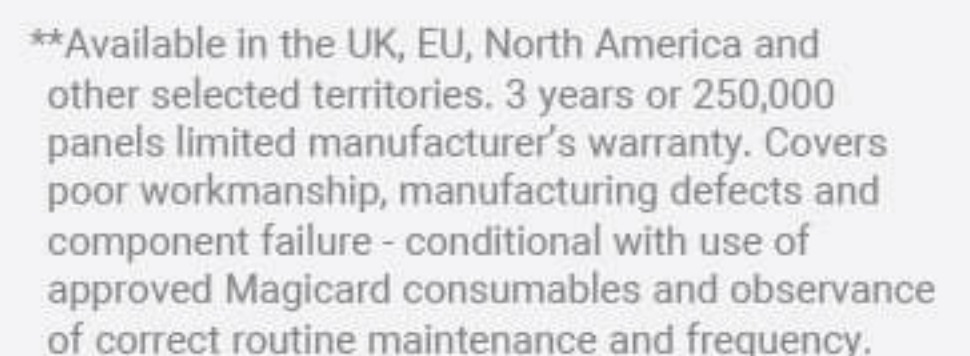 **Available in the UK, EU, North America and
other selected territories. 3 years or 250,000
panels limited manufacturer’s warranty. Covers
poor workmanship, manufacturing defects and
component failure - conditional with use of
approved Magicard consumables and observance
of correct routine maintenance and frequency.